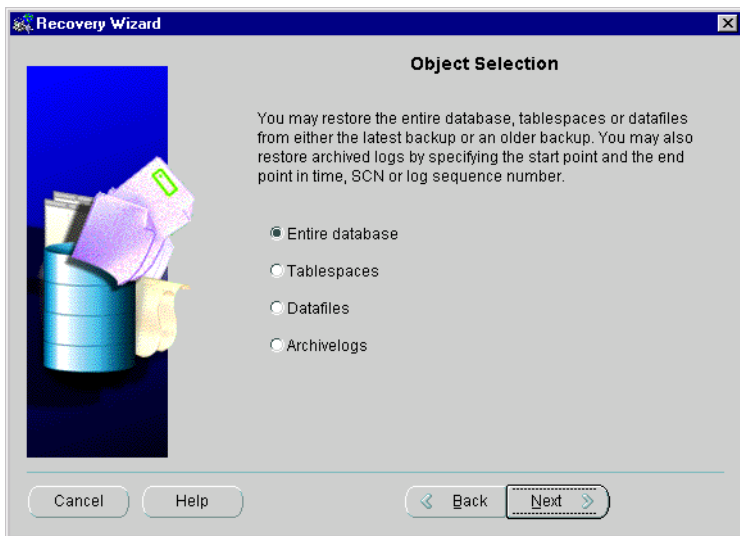 Recovery Wizard
Object Selection
You may restore the entire database, tablespaces or datafiles
from either the latest backup or an older backup. You may also
restore archived logs by specifying the start point and the end
point in time, SCN or log sequence number.
Entire database
Tablespaces
Datafiles
Archivelogs
Cancel
Help
Back
Next